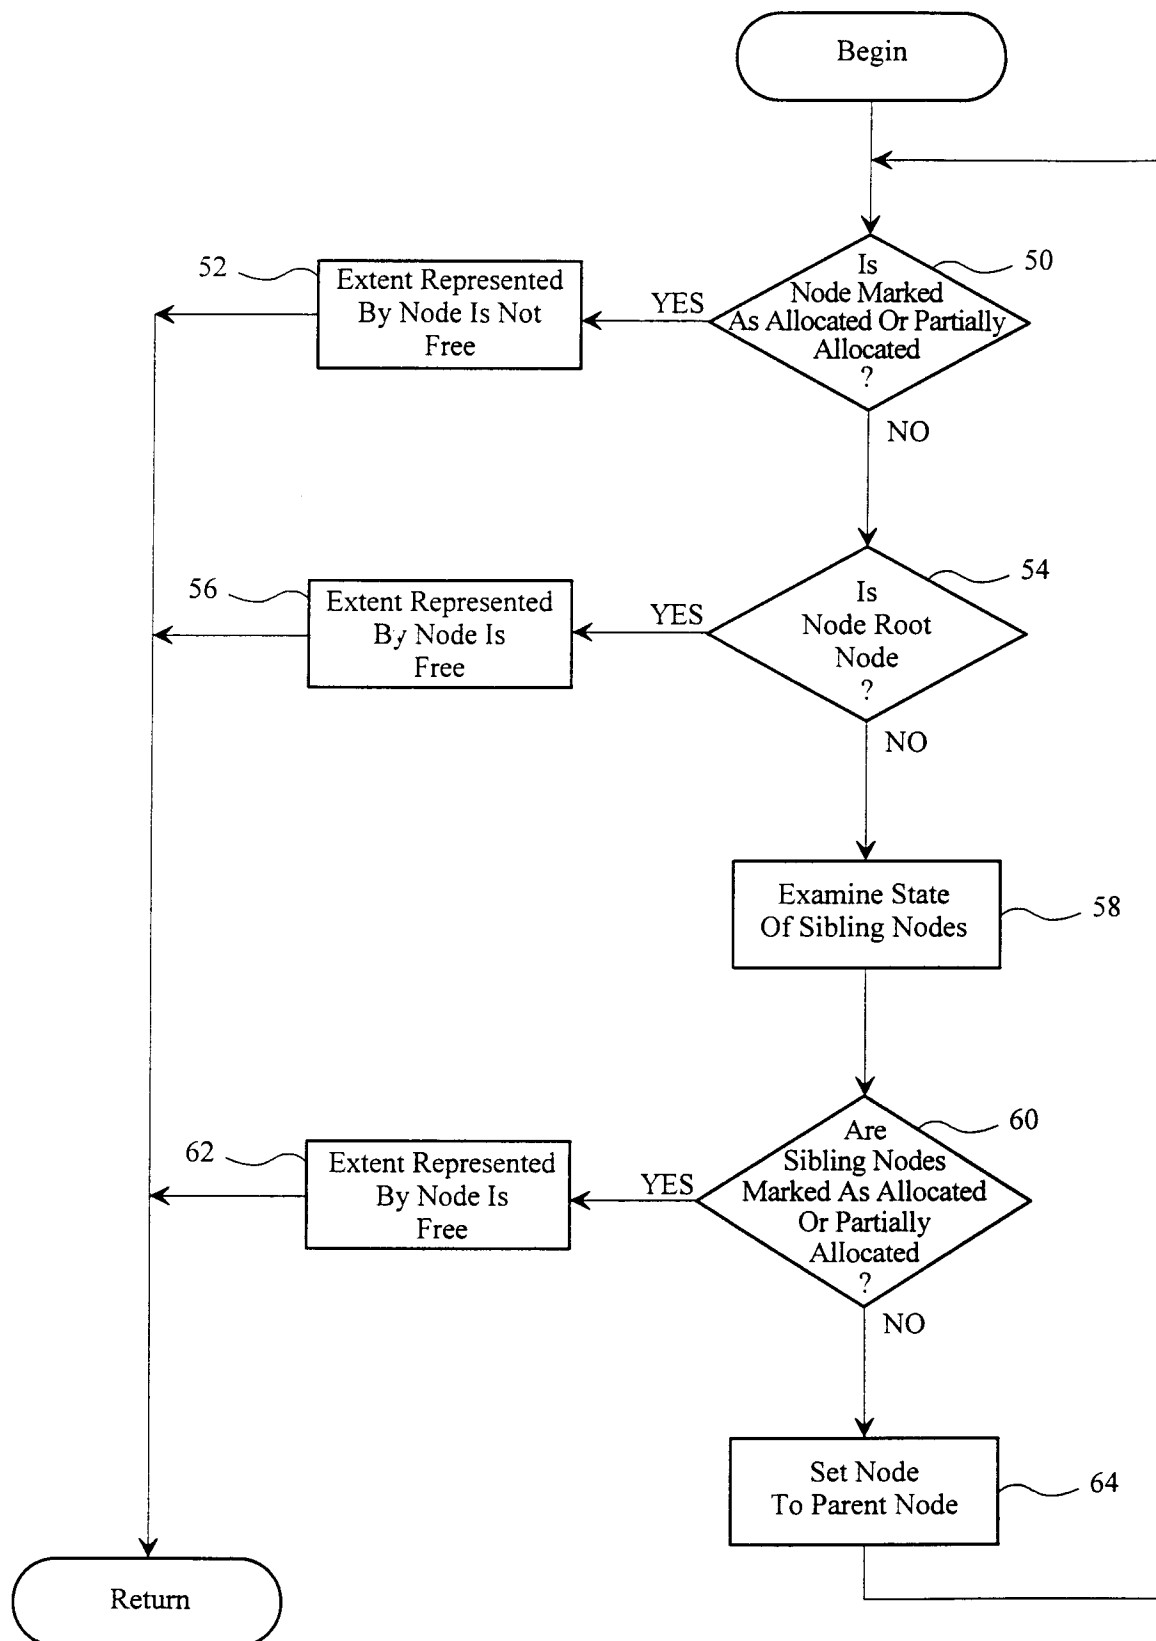 Begin
50
Is
Node Marked
As Allocated Or Partially
Allocated
?
YES
52
Extent Represented
By Node Is Not
Free
NO
54
Is
Node Root
Node
?
YES
56
Extent Represented
By Node Is
Free
NO
Examine State
Of Sibling Nodes
58
60
Are
Sibling Nodes
Marked As Allocated
Or Partially
Allocated
?
YES
62
Extent Represented
By Node Is
Free
NO
Set Node
To Parent Node
64
Return